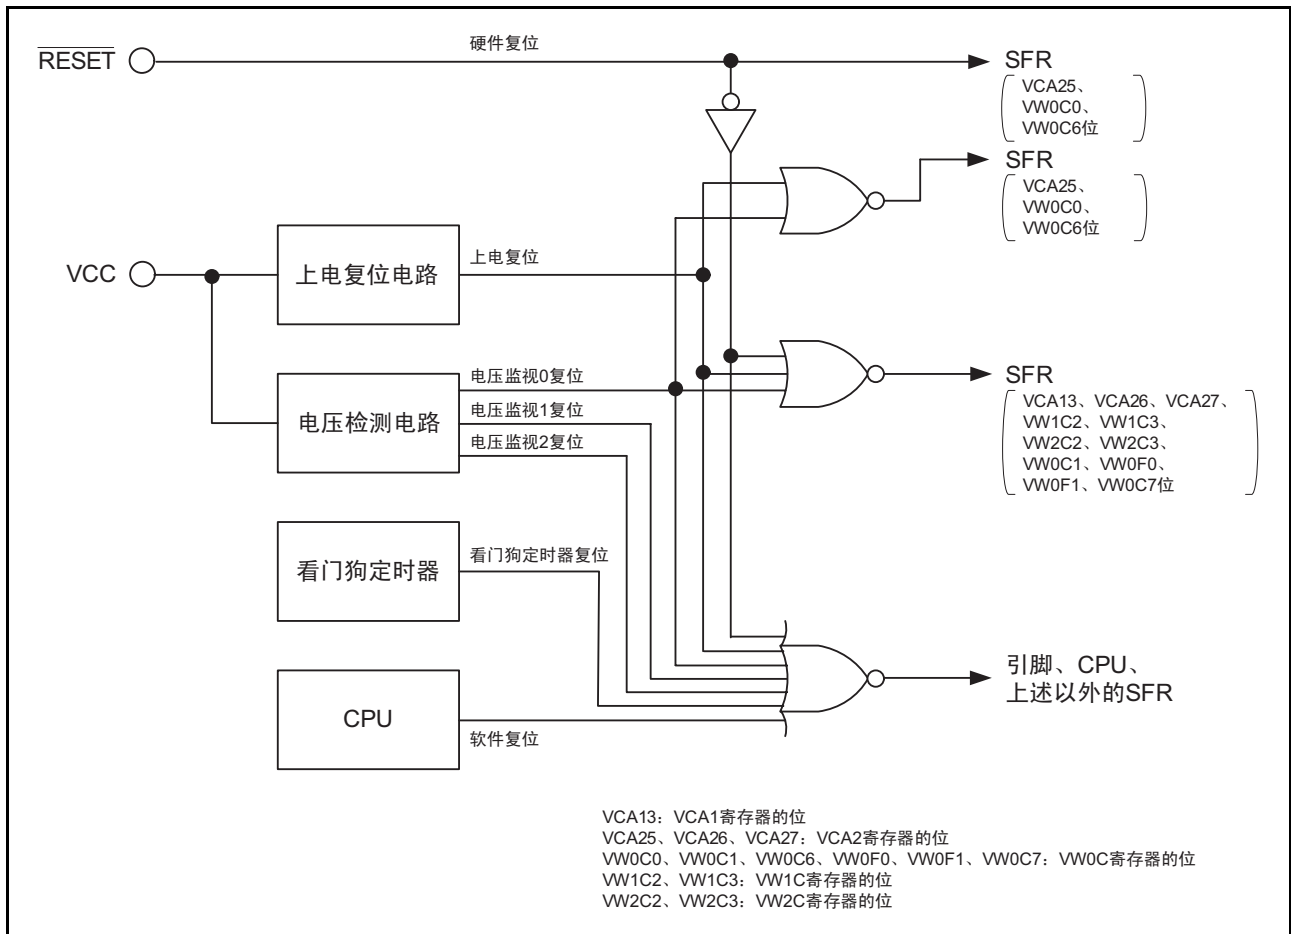 RESET
硬件复位
SFR
VCA25、
VW0C0、
VW0C6位
SFR
VCA25、
VW0C0、
VW0C6位
VCC
上电复位电路
上电复位
电压检测电路
电压监视0复位
电压监视1复位
电压监视2复位
SFR
VCA13、VCA26、VCA27、
VW1C2、VW1C3、
VW2C2、VW2C3、
VW0C1、VW0F0、
VW0F1、VW0C7位
看门狗定时器
看门狗定时器复位
CPU
软件复位
引脚、CPU、
上述以外的SFR
VCA13：VCA1寄存器的位
VCA25、VCA26、VCA27：VCA2寄存器的位
VW0C0、VW0C1、VW0C6、VW0F0、VW0F1、VW0C7：VW0C寄存器的位
VW1C2、VW1C3：VW1C寄存器的位
VW2C2、VW2C3：VW2C寄存器的位